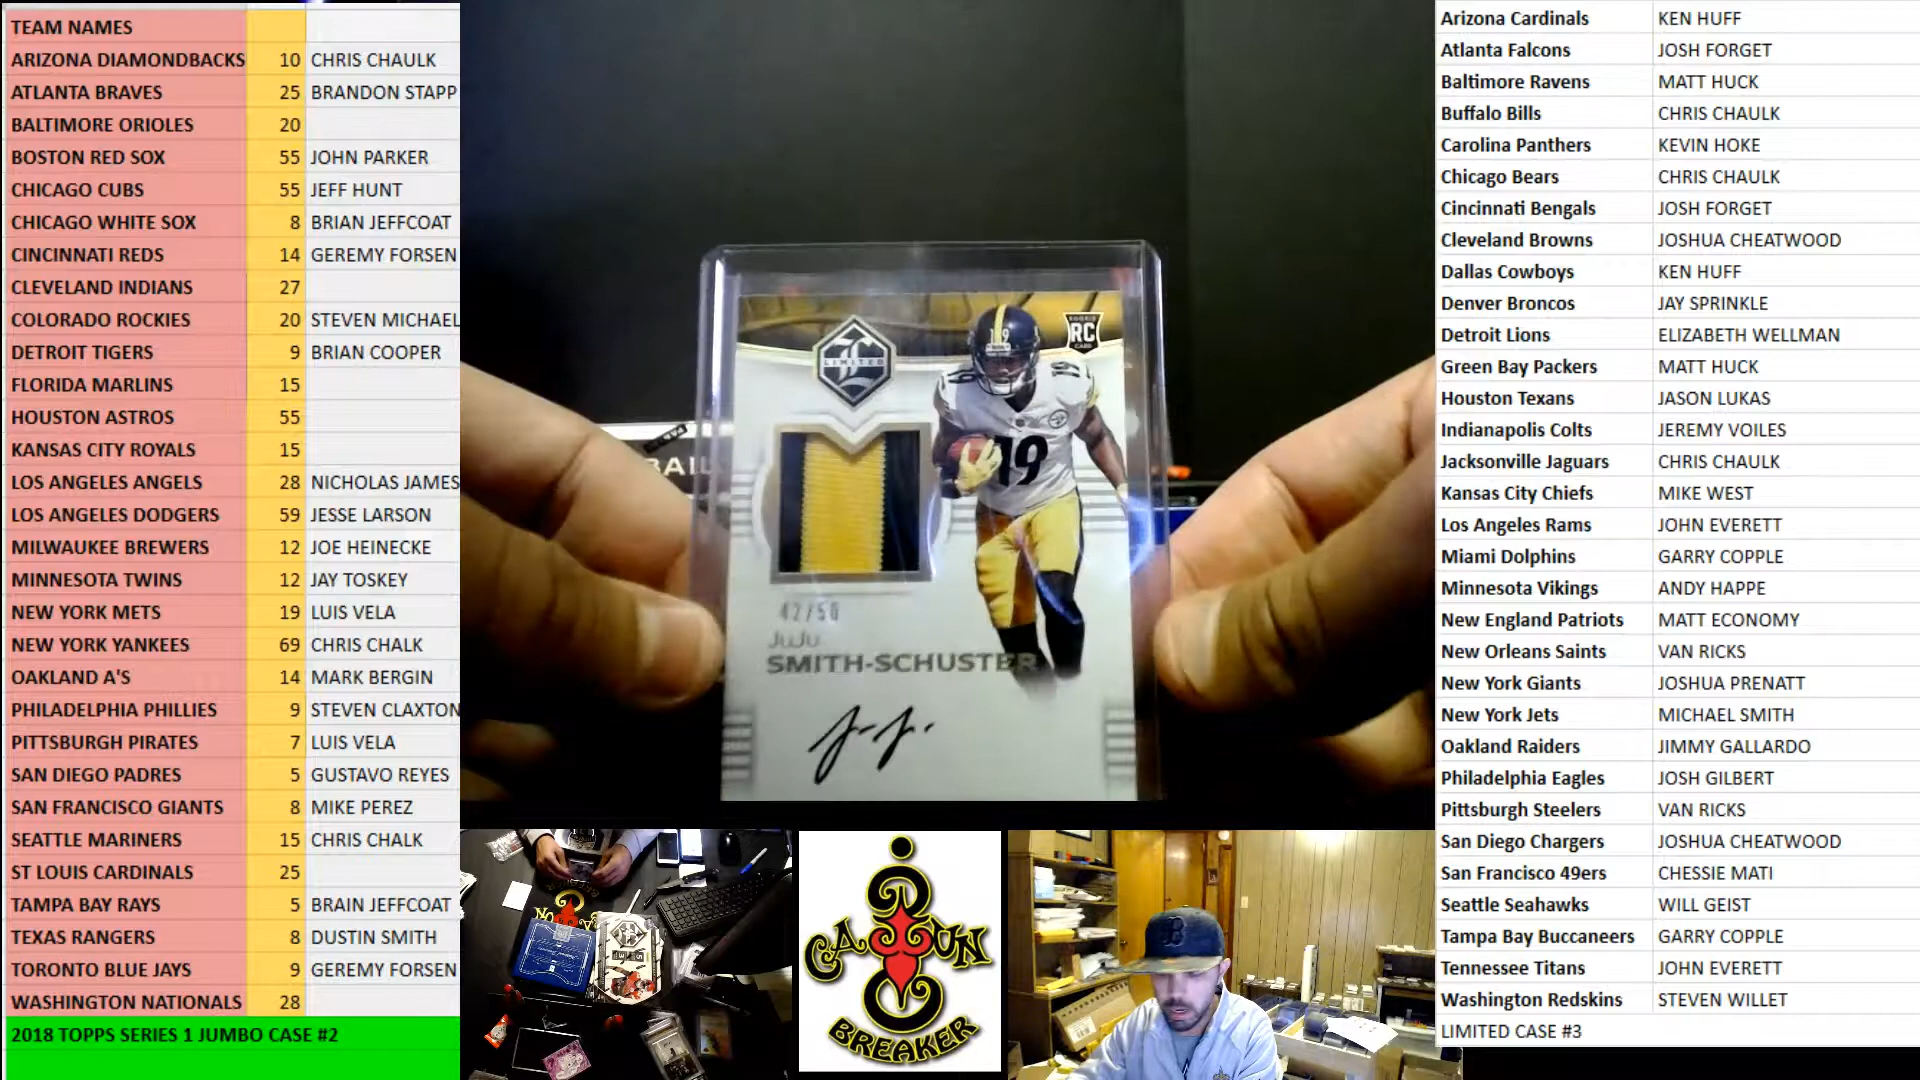 TEAM NAMES
ARIZONA DIAMONDBACKS 10 CHRIS CHAULK
ATLANTA BRAVES 25 BRANDON STAPP
BALTIMORE ORIOLES 20
BOSTON RED SOX 55 JOHN PARKER
CHICAGO CUBS 55 JEFF HUNT
CHICAGO WHITE SOX 8 BRIAN JEFFCOAT
CINCINNATI REDS 14 GEREMY FORSEN
CLEVELAND INDIANS 27
COLORADO ROCKIES 20 STEVEN MICHAEL
DETROIT TIGERS 9 BRIAN COOPER
FLORIDA MARLINS 15
HOUSTON ASTROS 55
KANSAS CITY ROYALS 15
LOS ANGELES ANGELS 28 NICHOLAS JAMES
LOS ANGELES DODGERS 59 JESSE LARSON
MILWAUKEE BREWERS 12 JOE HEINECKE
MINNESOTA TWINS 12 JAY TOSKEY
NEW YORK METS 19 LUIS VELA
NEW YORK YANKEES 69 CHRIS CHALK
OAKLAND A'S 14 MARK BERGIN
PHILADELPHIA PHILLIES 9 STEVEN CLAXTON
PITTSBURGH PIRATES 7 LUIS VELA
SAN DIEGO PADRES 5 GUSTAVO REYES
SAN FRANCISCO GIANTS 8 MIKE PEREZ
SEATTLE MARINERS 15 CHRIS CHALK
ST LOUIS CARDINALS 25
TAMPA BAY RAYS 5 BRAIN JEFFCOAT
TEXAS RANGERS 8 DUSTIN SMITH
TORONTO BLUE JAYS 9 GEREMY FORSEN
WASHINGTON NATIONALS 28
2018 TOPPS SERIES 1 JUMBO CASE #2
LIMITED
ROOKIE
RC
CARD
19
19
19
42/50
JuJu
SMITH-SCHUSTER
J-J.
CAJUN
BREAKER
B
Arizona Cardinals KEN HUFF
Atlanta Falcons JOSH FORGET
Baltimore Ravens MATT HUCK
Buffalo Bills CHRIS CHAULK
Carolina Panthers KEVIN HOKE
Chicago Bears CHRIS CHAULK
Cincinnati Bengals JOSH FORGET
Cleveland Browns JOSHUA CHEATWOOD
Dallas Cowboys KEN HUFF
Denver Broncos JAY SPRINKLE
Detroit Lions ELIZABETH WELLMAN
Green Bay Packers MATT HUCK
Houston Texans JASON LUKAS
Indianapolis Colts JEREMY VOILES
Jacksonville Jaguars CHRIS CHAULK
Kansas City Chiefs MIKE WEST
Los Angeles Rams JOHN EVERETT
Miami Dolphins GARRY COPPLE
Minnesota Vikings ANDY HAPPE
New England Patriots MATT ECONOMY
New Orleans Saints VAN RICKS
New York Giants JOSHUA PRENATT
New York Jets MICHAEL SMITH
Oakland Raiders JIMMY GALLARDO
Philadelphia Eagles JOSH GILBERT
Pittsburgh Steelers VAN RICKS
San Diego Chargers JOSHUA CHEATWOOD
San Francisco 49ers CHESSIE MATI
Seattle Seahawks WILL GEIST
Tampa Bay Buccaneers GARRY COPPLE
Tennessee Titans JOHN EVERETT
Washington Redskins STEVEN WILLET
LIMITED CASE #3